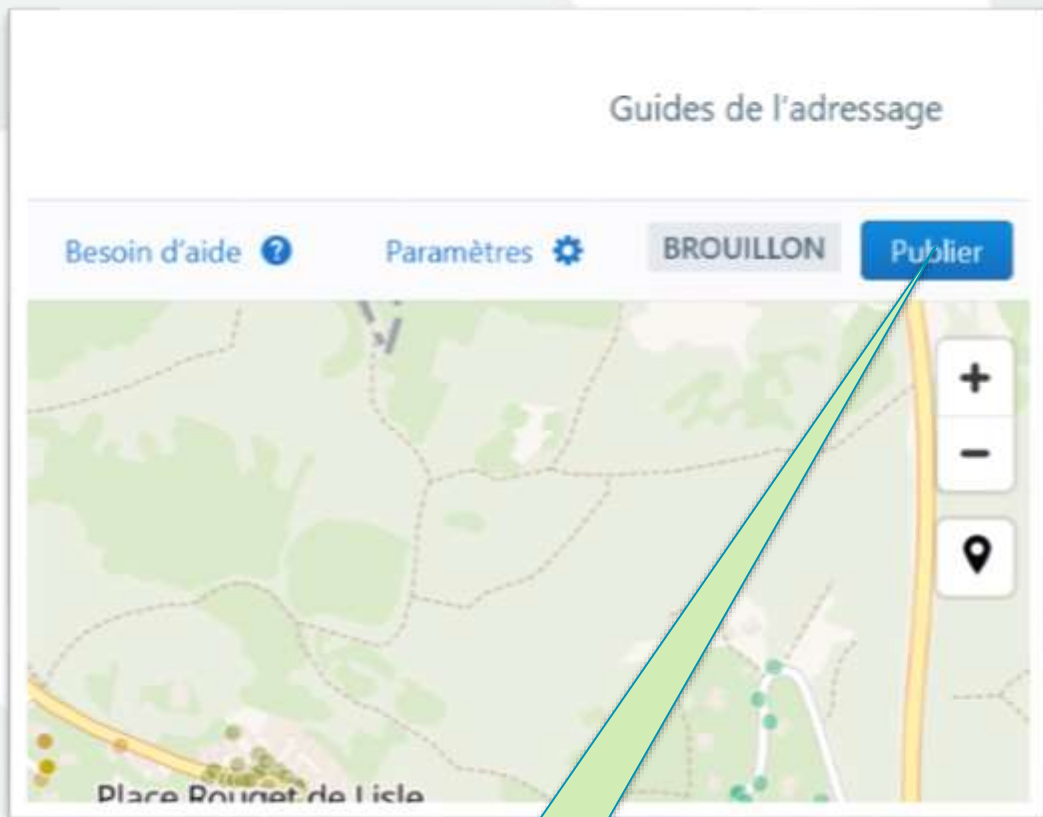 Guides de l'adressage
Besoin d'aide ? Paramètres BROUILLON Publier
+
−
Place Rouget de Lisle